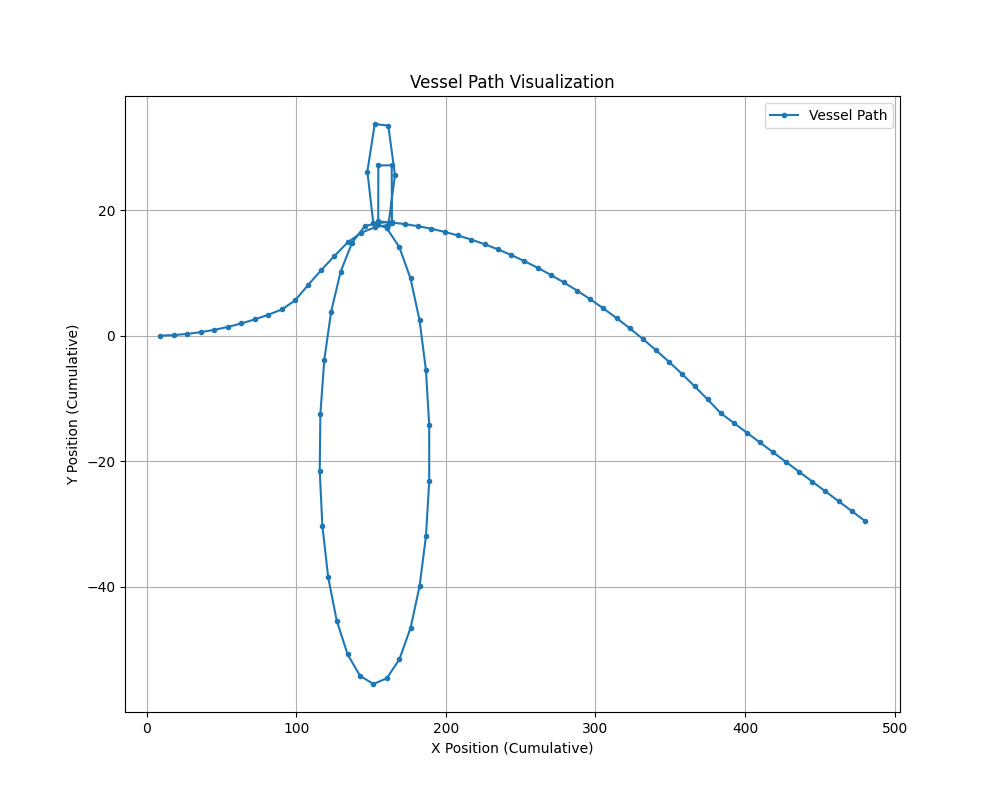 Vessel Path Visualization
Vessel Path
20
0
−20
−40
Y Position (Cumulative)
0
100
200
300
400
500
X Position (Cumulative)